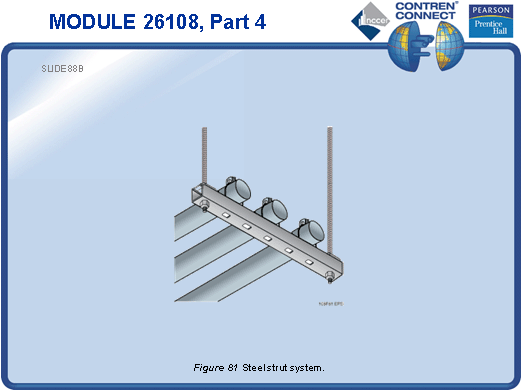 MODULE 26108, Part 4
nccer
CONTREN®
CONNECT
PEARSON
Prentice
Hall
SLIDE 88B
Figure 81 Steel strut system.